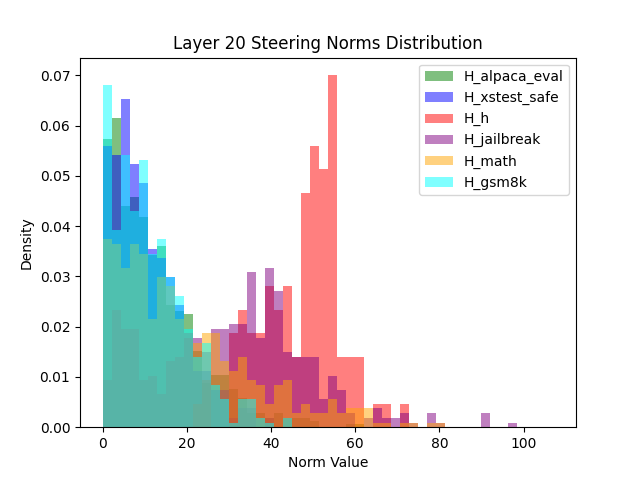 Layer 20 Steering Norms Distribution
H_alpaca_eval
H_xstest_safe
H_h
H_jailbreak
H_math
H_gsm8k
Density
0.07
0.06
0.05
0.04
0.03
0.02
0.01
0.00
0
20
40
60
80
100
Norm Value